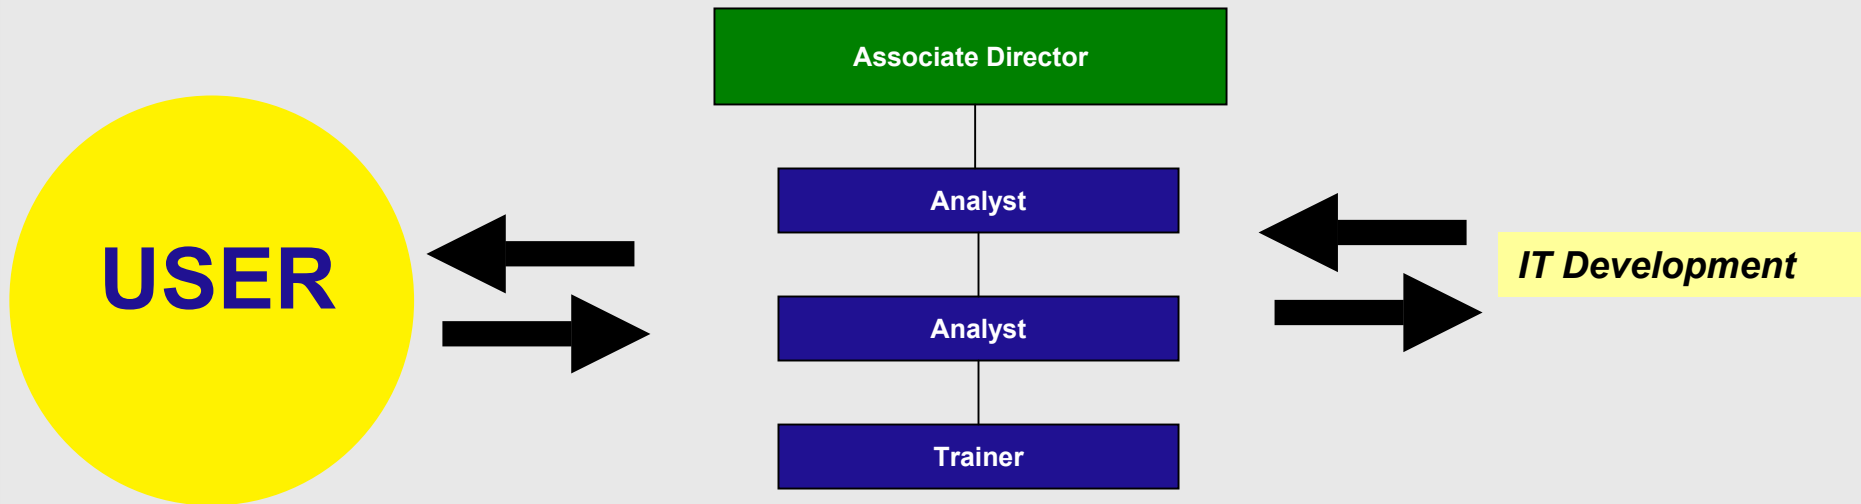 Associate Director
Analyst
USER
IT Development
Analyst
Trainer